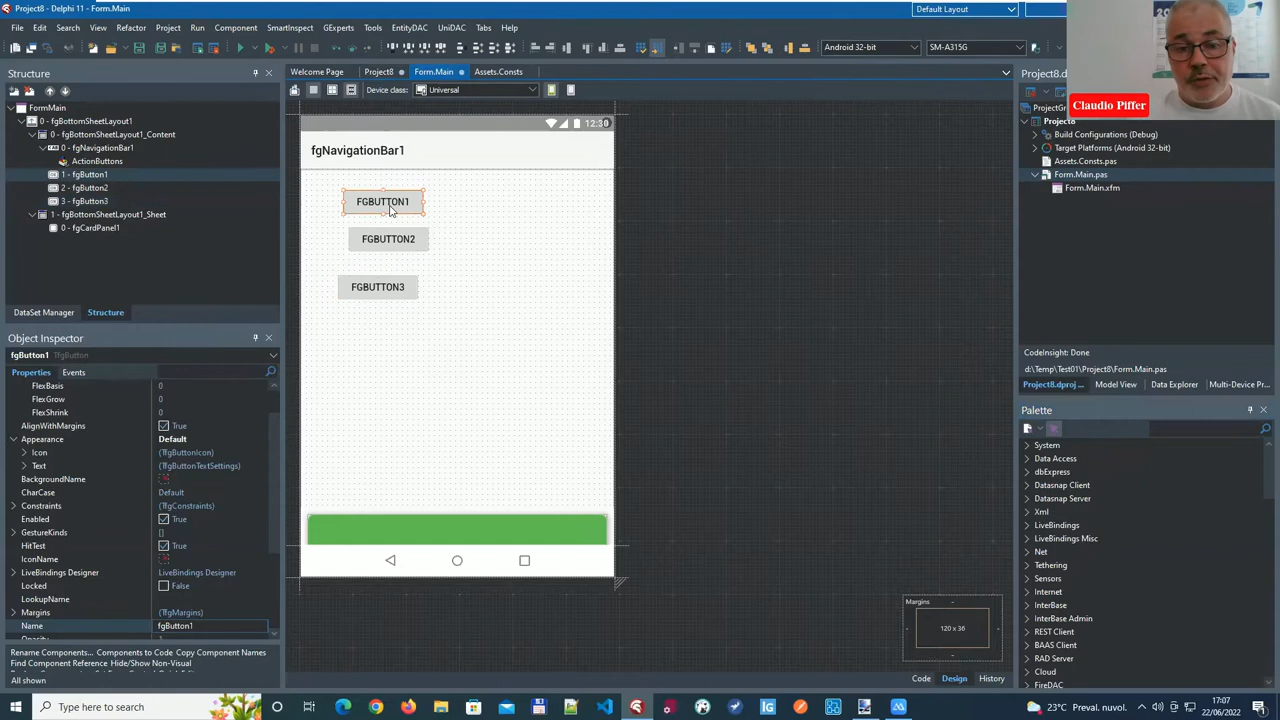 Project8 - Delphi 11 - Form.Main
Default Layout
File Edit Search View Refactor Project Run Component SmartInspect Tools EntityDAC UniDAC Tabs Help
Android 32-bit
SM-A315G
Structure
FormMain
0 - fgBottomSheetLayout1
0 - fgBottomSheetLayout1_Content
0 - fgNavigationBar1
ActionButtons
1 - fgButton1
2 - fgButton2
3 - fgButton3
1 - fgBottomSheetLayout1_Sheet
0 - fgCardPanel1
DataSet Manager
Structure
Object Inspector
fgButton1 TfgButton
Properties
Events
FlexBasis 0
FlexGrow 0
FlexShrink 0
AlignWithMargins True
Appearance Default
Icon (TfgButtonIcon)
Text (TfgButtonTextSettings)
BackgroundName
CharCase Default
Constraints (TfgConstraints)
Enabled True
GestureKinds []
HitTest True
IconName
LiveBindings Designer LiveBindings Designer
Locked False
LookupName
Margins (TfgMargins)
Name fgButton1
Opacity 1
Rename Components... Components to Code Copy Component Names
Find Component Reference Hide/Show Non-Visual
All shown
Welcome Page
Project8
Form.Main
Assets.Consts
Device class: Universal
12:30
fgNavigationBar1
FGBUTTON1
FGBUTTON2
FGBUTTON3
Margins
120 x 36
Code
Design
History
Claudio Piffer
Project8.d
ProjectGr
Project8
Build Configurations (Debug)
Target Platforms (Android 32-bit)
Assets.Consts.pas
Form.Main.pas
Form.Main.xfm
CodeInsight: Done
d:\Temp\Test01\Project8\Form.Main.pas
Project8.dproj ...
Model View
Data Explorer
Multi-Device Pr...
Palette
System
Data Access
dbExpress
Datasnap Client
Datasnap Server
Xml
LiveBindings
LiveBindings Misc
Net
Tethering
Sensors
Internet
InterBase
InterBase Admin
REST Client
BAAS Client
RAD Server
Cloud
FireDAC
Type here to search
23°C Preval. nuvol.
17:07
22/06/2022